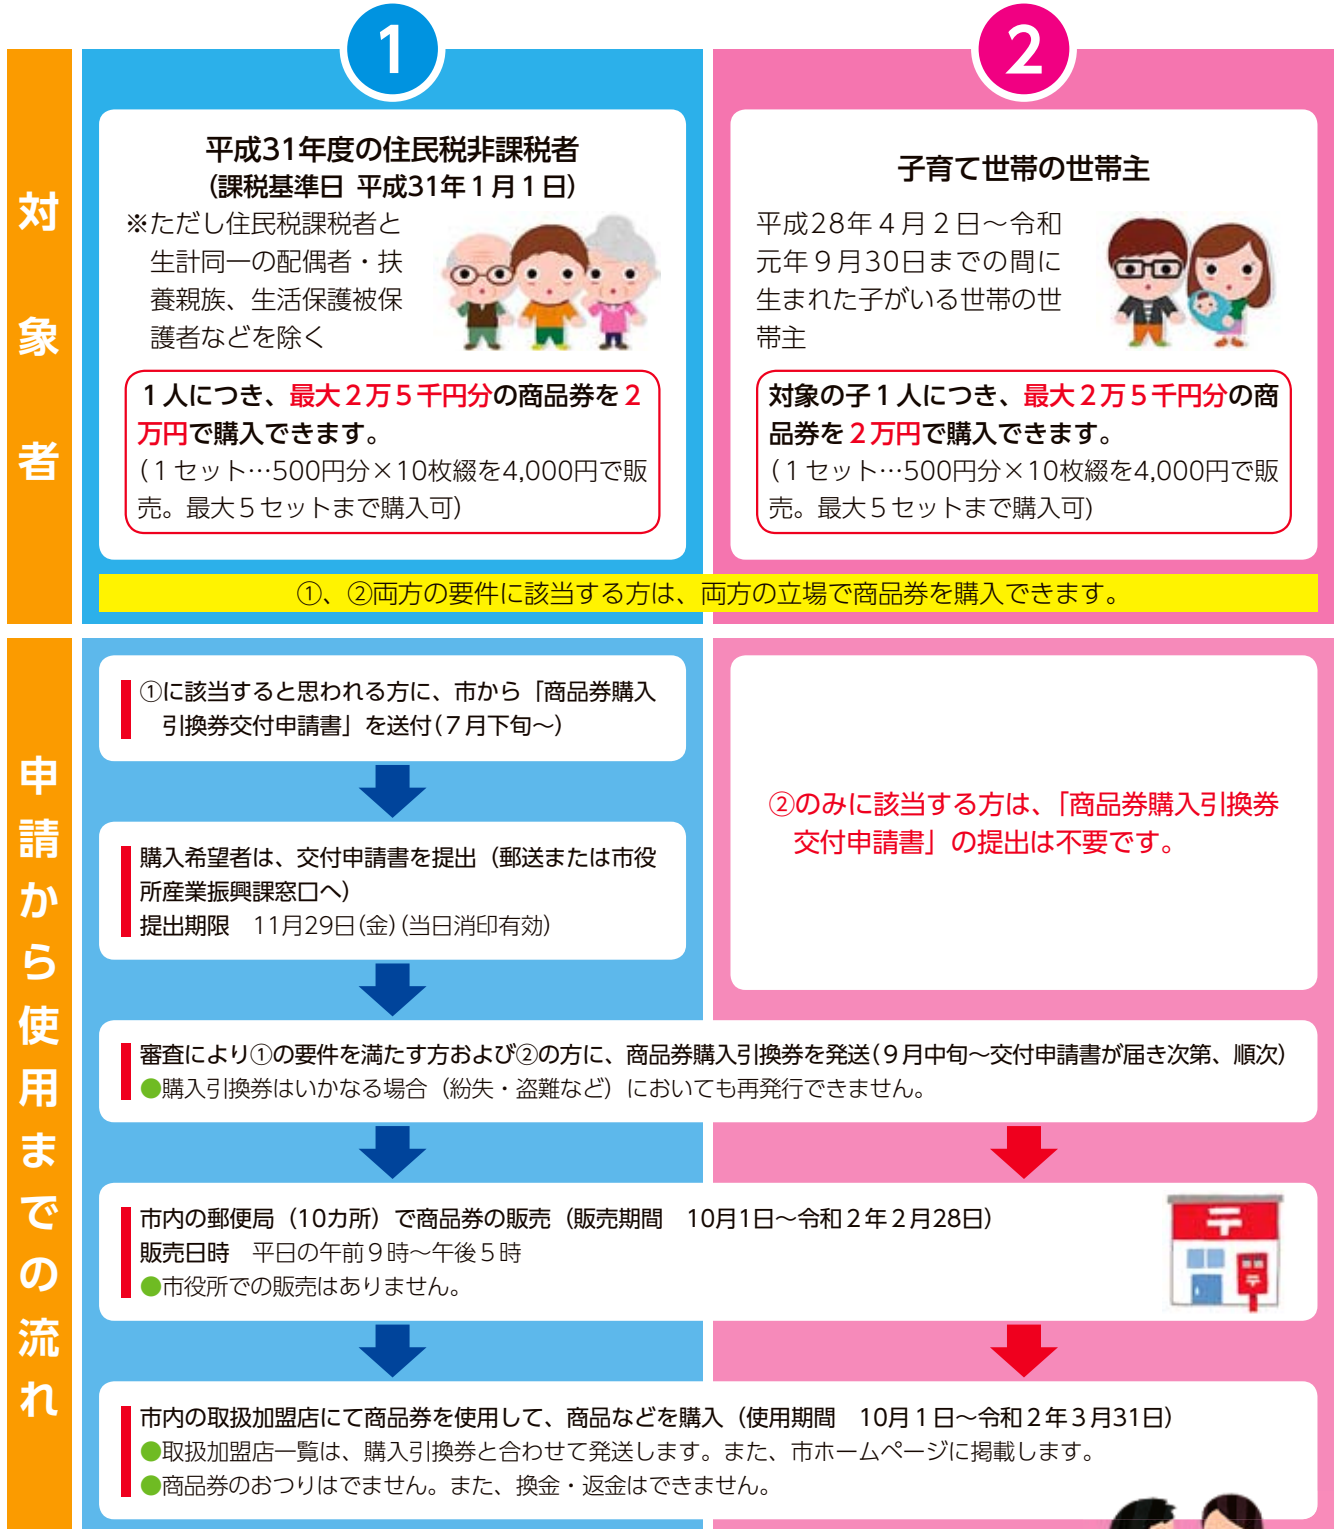 1
2
対象者
平成31年度の住民税非課税者
（課税基準日 平成31年１月１日）
※ただし住民税課税者と
生計同一の配偶者・扶
養親族、生活保護被保
護者などを除く
１人につき、最大２万５千円分の商品券を２
万円で購入できます。
（１セット…500円分×10枚綴を4,000円で販
売。最大５セットまで購入可）
子育て世帯の世帯主
平成28年４月２日～令和
元年９月30日までの間に
生まれた子がいる世帯の世
帯主
対象の子１人につき、最大２万５千円分の商
品券を２万円で購入できます。
（１セット…500円分×10枚綴を4,000円で販
売。最大５セットまで購入可）
①、②両方の要件に該当する方は、両方の立場で商品券を購入できます。
申請から使用までの流れ
①に該当すると思われる方に、市から「商品券購入
引換券交付申請書」を送付（７月下旬～）
購入希望者は、交付申請書を提出（郵送または市役
所産業振興課窓口へ）
提出期限　11月29日（金）（当日消印有効）
②のみに該当する方は、「商品券購入引換券
交付申請書」の提出は不要です。
審査により①の要件を満たす方および②の方に、商品券購入引換券を発送（９月中旬～交付申請書が届き次第、順次）
●購入引換券はいかなる場合（紛失・盗難など）においても再発行できません。
市内の郵便局（10カ所）で商品券の販売（販売期間　10月1日～令和２年２月28日）
販売日時　平日の午前９時～午後５時
●市役所での販売はありません。
〒
〒
市内の取扱加盟店にて商品券を使用して、商品などを購入（使用期間　10月１日～令和２年３月31日）
●取扱加盟店一覧は、購入引換券と合わせて発送します。また、市ホームページに掲載します。
●商品券のおつりはでません。また、換金・返金はできません。